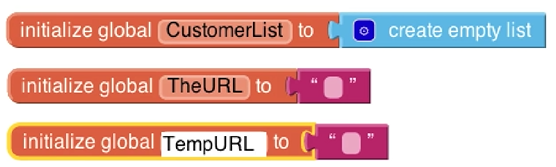 initialize global CustomerList to create empty list
initialize global TheURL to “ ”
initialize global TempURL to “ ”